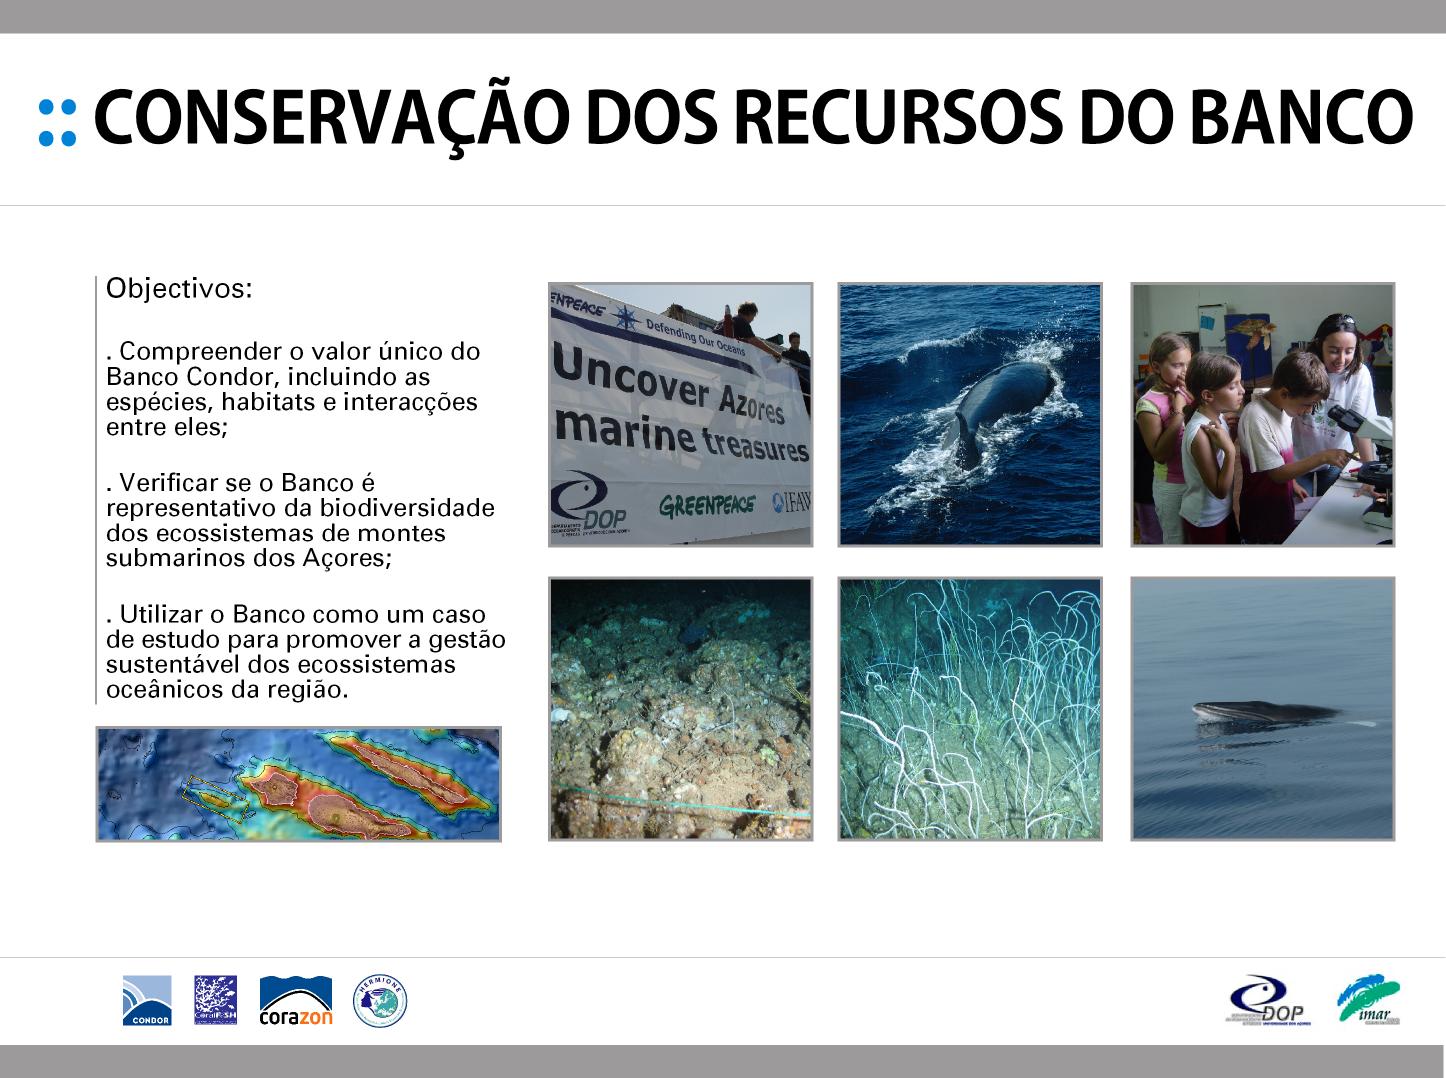 CONSERVAÇÃO DOS RECURSOS DO BANCO
Objectivos:
. Compreender o valor único do
Banco Condor, incluindo as
espécies, habitats e interacções
entre eles;
. Verificar se o Banco é
representativo da biodiversidade
dos ecossistemas de montes
submarinos dos Açores;
. Utilizar o Banco como um caso
de estudo para promover a gestão
sustentável dos ecossistemas
oceânicos da região.
ENPEACE
Defending Our Oceans
Uncover Azores
marine treasures
DOP
GREENPEACE
IFAW
CONDOR
CoralFISH
corazon
HERMIONE
DOP
UNIVERSIDADE DOS AÇORES
imar